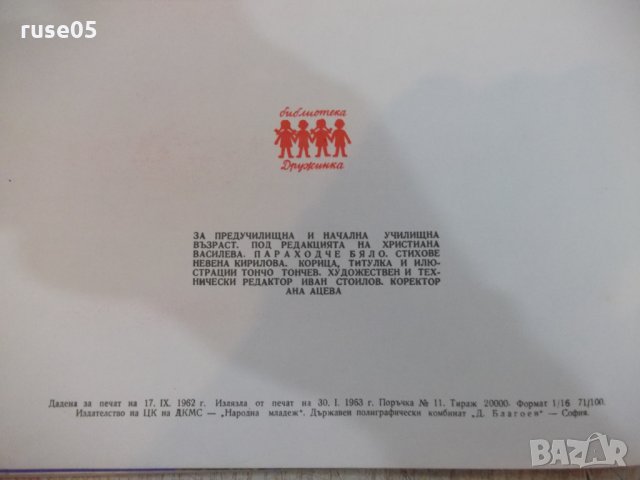 ruse05
библиотека
Дружинка
ЗА ПРЕДУЧИЛИЩНА И НАЧАЛНА УЧИЛИЩНА
ВЪЗРАСТ. ПОД РЕДАКЦИЯТА НА ХРИСТИАНА
ВАСИЛЕВА. ПАРАХОДЧЕ БЯЛО. СТИХОВЕ
НЕВЕНА КИРИЛОВА. КОРИЦА, ТИТУЛКА И ИЛЮ-
СТРАЦИИ ТОНЧО ТОНЧЕВ. ХУДОЖЕСТВЕН И ТЕХ-
НИЧЕСКИ РЕДАКТОР ИВАН СТОИЛОВ. КОРЕКТОР
АНА АЦЕВА
Дадена за печат на 17. IX. 1962 г. Излязла от печат на 30. I. 1963 г. Поръчка № 11. Тираж 20000. Формат 1/16 71/100.
Издателство на ЦК на ДКМС — „Народна младеж“. Държавен полиграфически комбинат „Д. Благоев“ — София.
BAZAR
bg